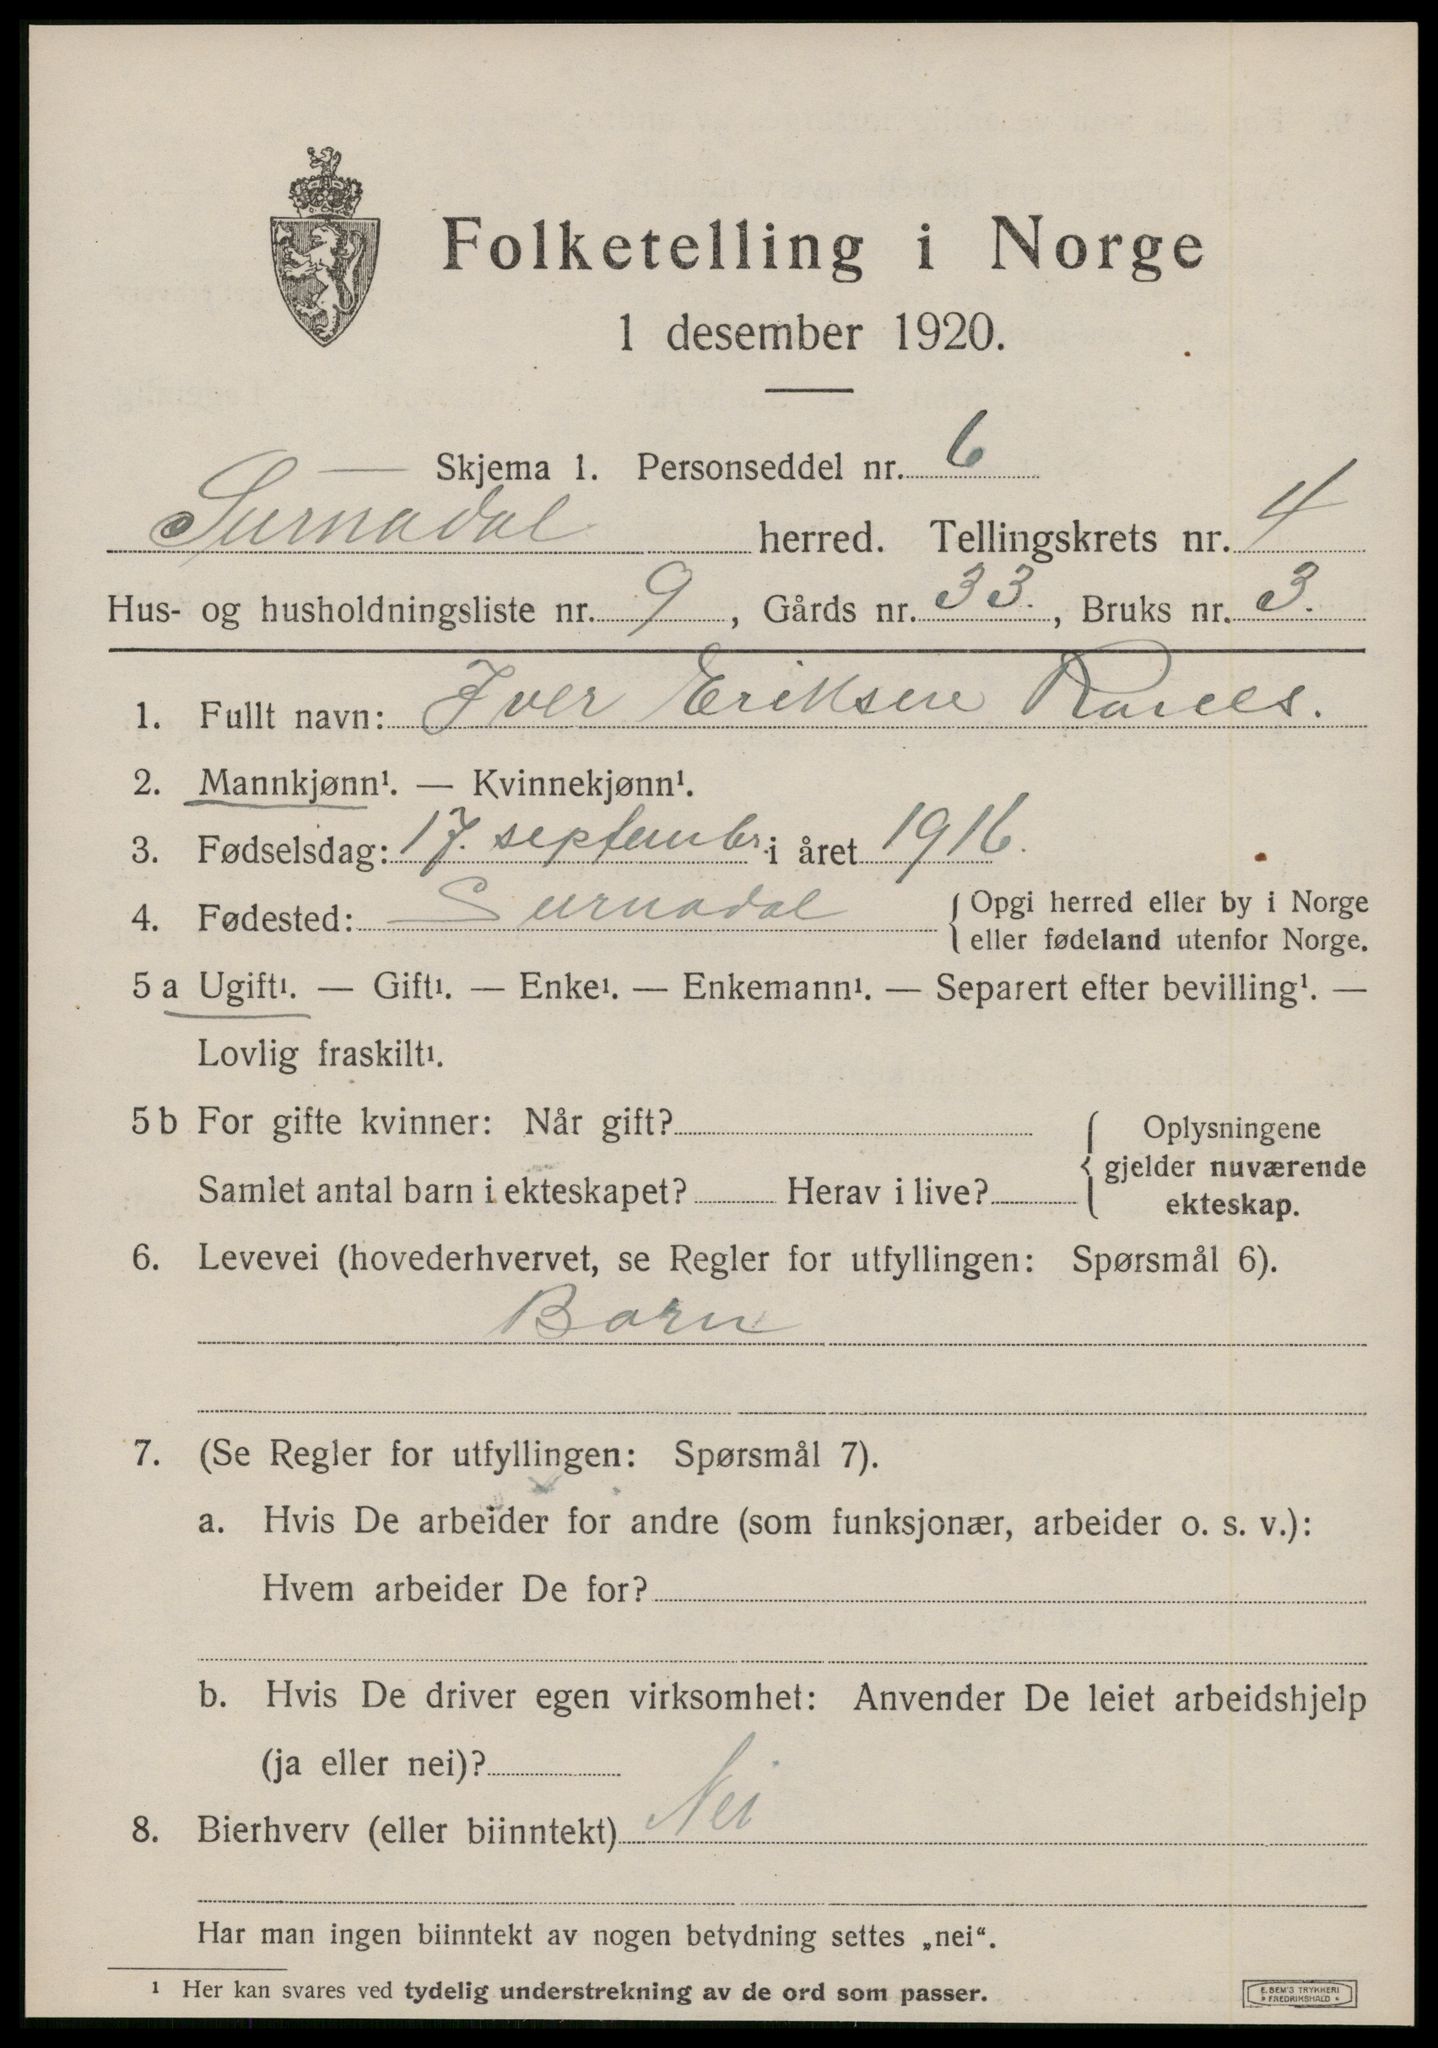 Folketelling i Norge
1 desember 1920.
Skjema 1. Personseddel nr. 6
Surnadal herred. Tellingskrets nr. 4
Hus- og husholdningsliste nr. 9, Gårds nr. 33., Bruks nr. 3.
1. Fullt navn: Iver Eriksen
2. Mannkjønn¹. — Kvinnekjønn¹.
3. Fødselsdag: 17. septembr. i året 1916.
4. Fødested: Surnadal { Opgi herred eller by i Norge
eller fødeland utenfor Norge.
5 a Ugift¹. — Gift¹. — Enke¹. — Enkemann¹. — Separert efter bevilling¹. —
Lovlig fraskilt¹.
5 b For gifte kvinner: Når gift? { Oplysningene
gjelder nuværende
Samlet antal barn i ekteskapet? Herav i live? ekteskap.
6. Levevei (hovederhvervet, se Regler for utfyllingen: Spørsmål 6).
Barn
7. (Se Regler for utfyllingen: Spørsmål 7).
a. Hvis De arbeider for andre (som funksjonær, arbeider o. s. v.):
Hvem arbeider De for?
b. Hvis De driver egen virksomhet: Anvender De leiet arbeidshjelp
(ja eller nei)?
8. Bierhverv (eller biinntekt) Nei
Har man ingen biinntekt av nogen betydning settes „nei“.
¹ Her kan svares ved tydelig understrekning av de ord som passer.
E. SEM'S TRYKKERI
FREDRIKSHALD